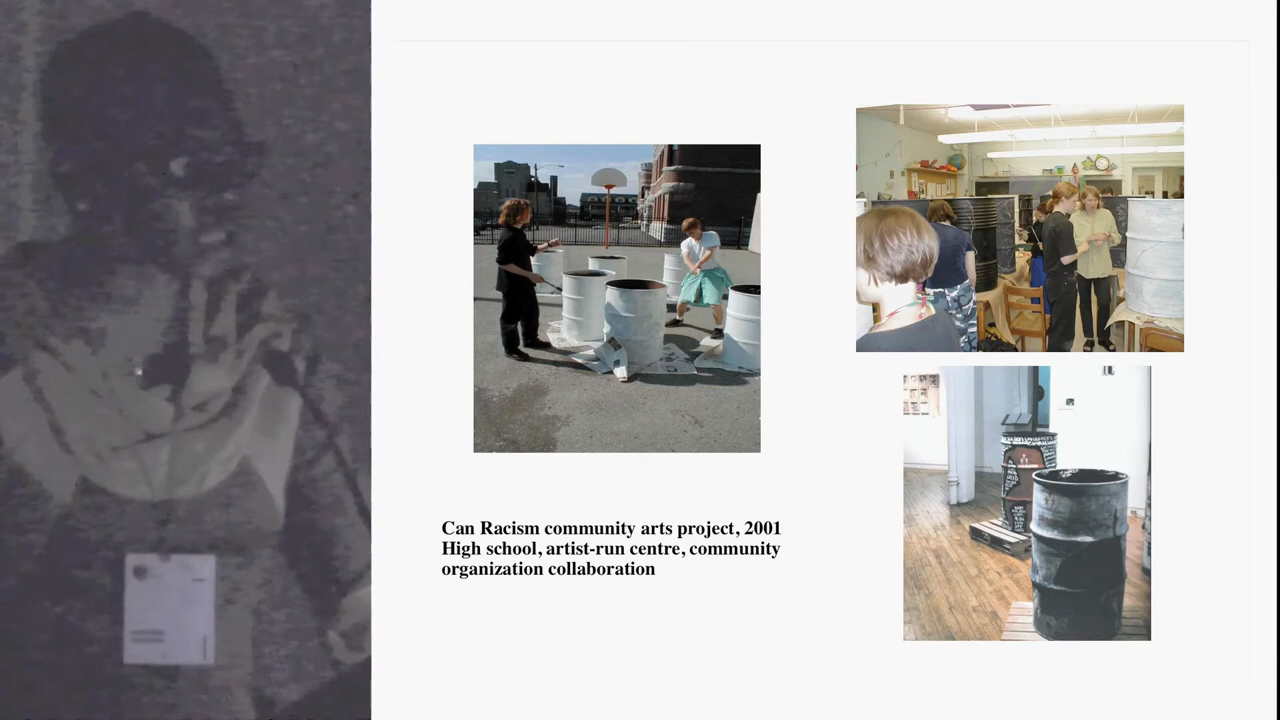 Can Racism community arts project, 2001
High school, artist-run centre, community
organization collaboration